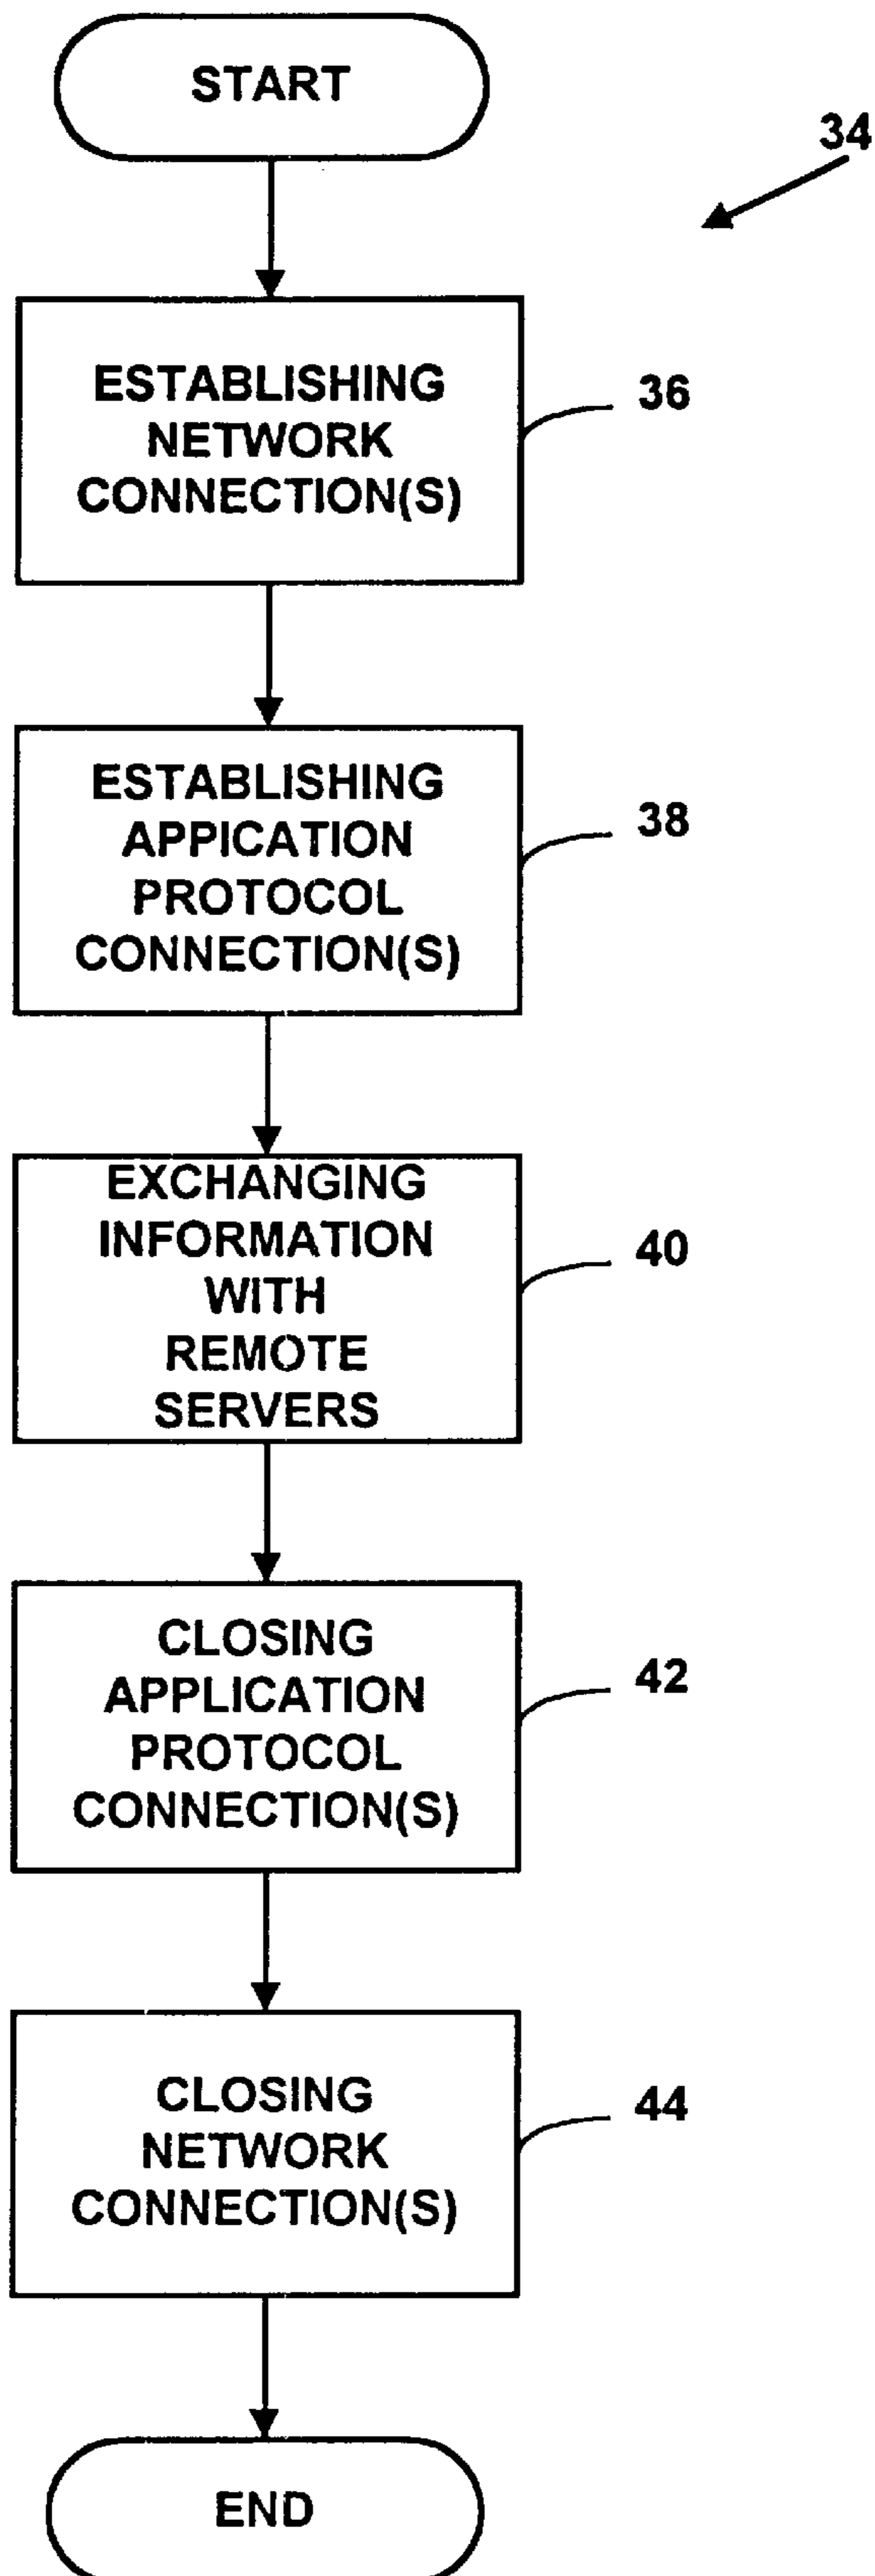 START
34
ESTABLISHING
NETWORK
CONNECTION(S)
36
ESTABLISHING
APPICATION
PROTOCOL
CONNECTION(S)
38
EXCHANGING
INFORMATION
WITH
REMOTE
SERVERS
40
CLOSING
APPLICATION
PROTOCOL
CONNECTION(S)
42
CLOSING
NETWORK
CONNECTION(S)
44
END